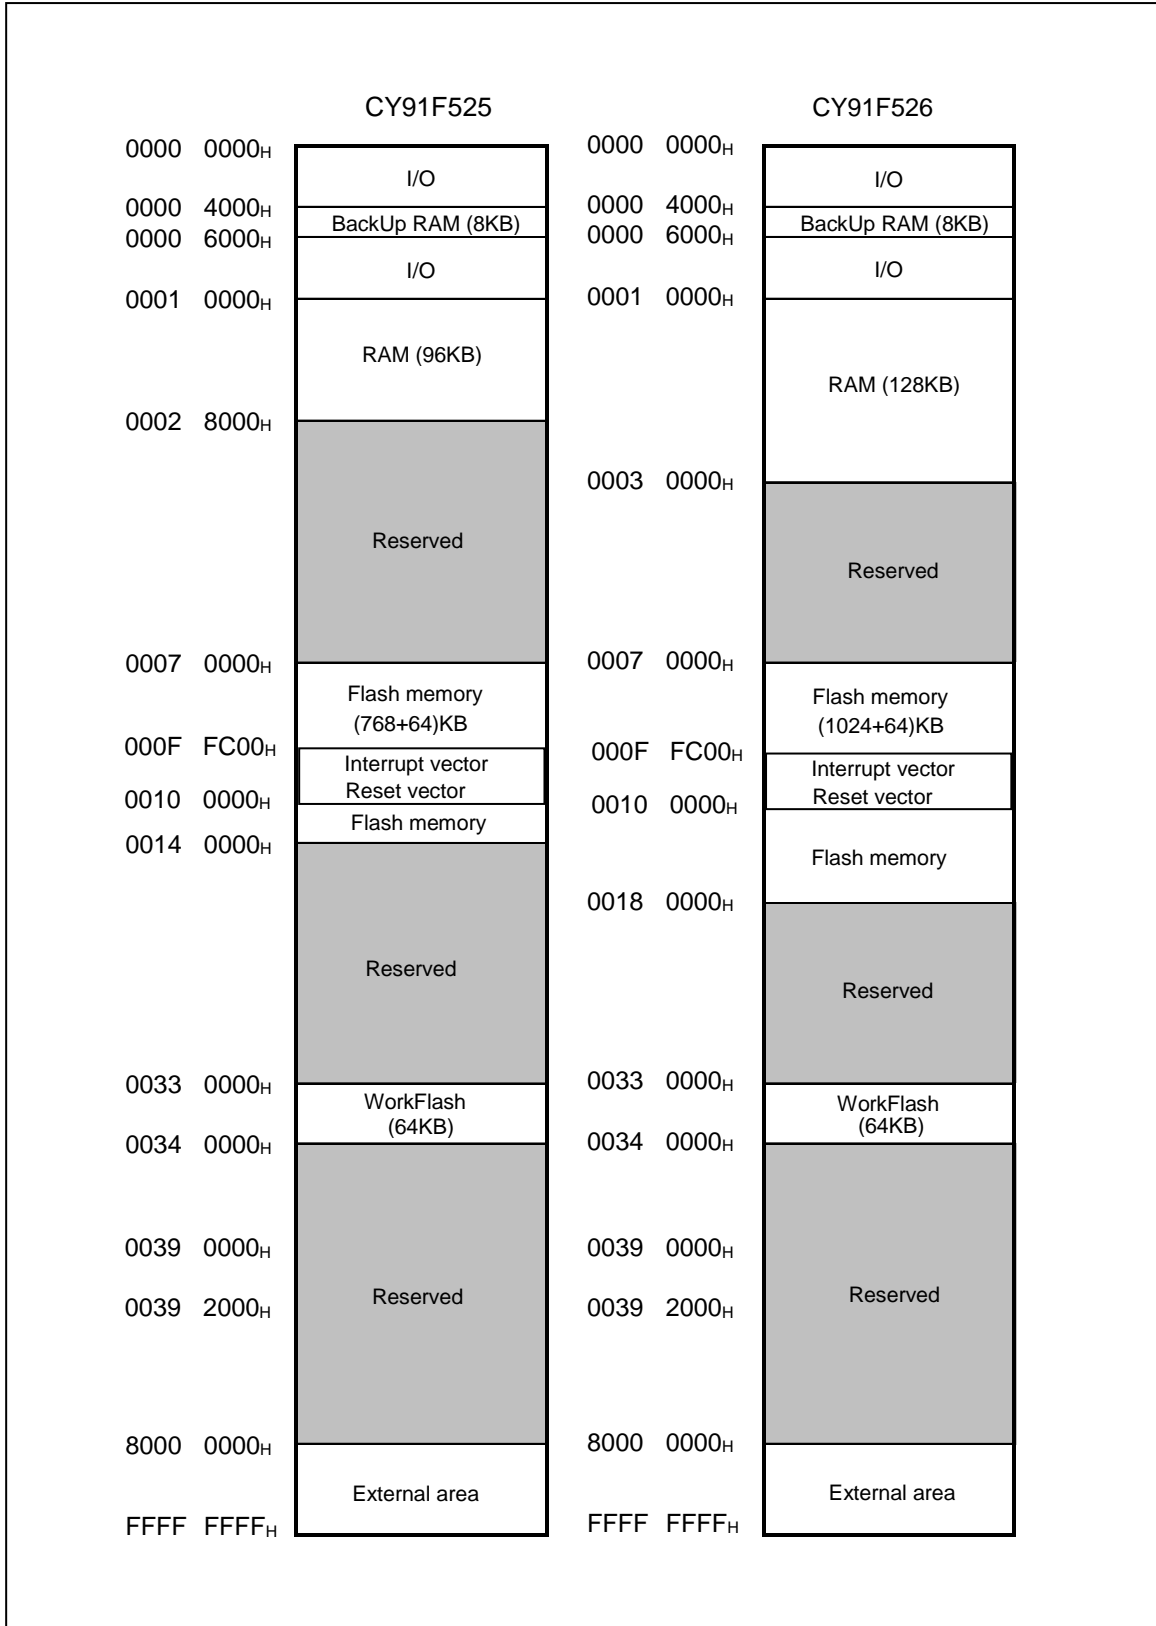 CY91F525
0000 0000H
I/O
0000 4000H
BackUp RAM (8KB)
0000 6000H
I/O
0001 0000H
RAM (96KB)
0002 8000H
Reserved
0007 0000H
Flash memory
(768+64)KB
000F FC00H
Interrupt vector
Reset vector
0010 0000H
Flash memory
0014 0000H
Reserved
0033 0000H
WorkFlash
(64KB)
0034 0000H
0039 0000H
Reserved
0039 2000H
8000 0000H
External area
FFFF FFFFH
CY91F526
0000 0000H
I/O
0000 4000H
BackUp RAM (8KB)
0000 6000H
I/O
0001 0000H
RAM (128KB)
0003 0000H
Reserved
0007 0000H
Flash memory
(1024+64)KB
000F FC00H
Interrupt vector
Reset vector
0010 0000H
Flash memory
0018 0000H
Reserved
0033 0000H
WorkFlash
(64KB)
0034 0000H
0039 0000H
Reserved
0039 2000H
8000 0000H
External area
FFFF FFFFH